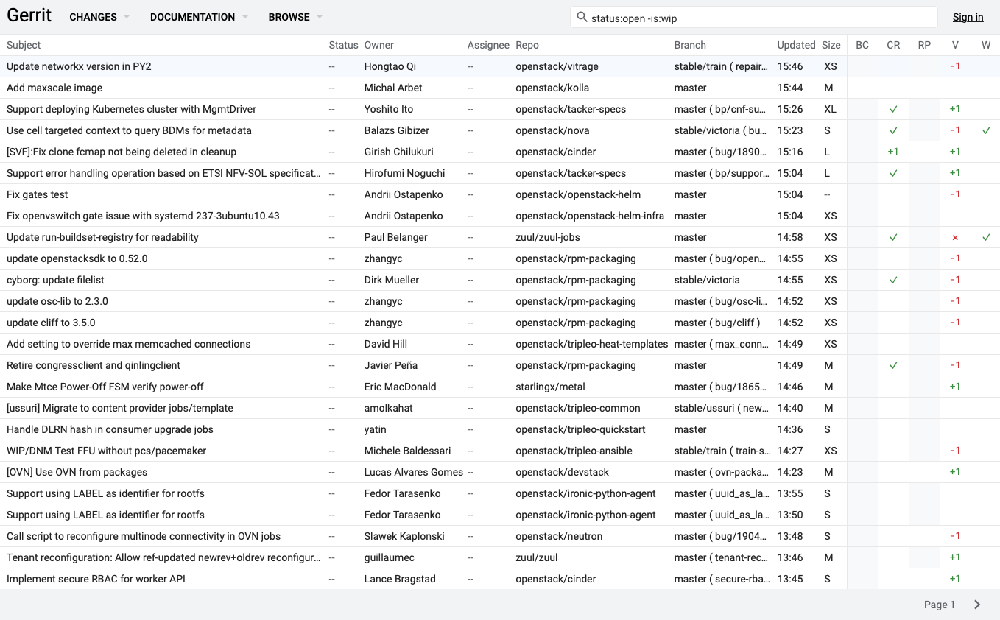 Gerrit CHANGES DOCUMENTATION BROWSE status:open -is:wip Sign in
Subject Status Owner Assignee Repo Branch Updated Size BC CR RP V W
Update networkx version in PY2 -- Hongtao Qi -- openstack/vitrage stable/train ( repair... 15:46 XS -1
Add maxscale image -- Michal Arbet -- openstack/kolla master 15:44 M
Support deploying Kubernetes cluster with MgmtDriver -- Yoshito Ito -- openstack/tacker-specs master ( bp/cnf-su... 15:26 XL ✓ +1
Use cell targeted context to query BDMs for metadata -- Balazs Gibizer -- openstack/nova stable/victoria ( bu... 15:23 S ✓ -1 ✓
[SVF]:Fix clone fcmap not being deleted in cleanup -- Girish Chilukuri -- openstack/cinder master ( bug/1890... 15:16 L +1 +1
Support error handling operation based on ETSI NFV-SOL specificat... -- Hirofumi Noguchi -- openstack/tacker-specs master ( bp/suppor... 15:04 L ✓ +1
Fix gates test -- Andrii Ostapenko -- openstack/openstack-helm master 15:04 -- -1
Fix openvswitch gate issue with systemd 237-3ubuntu10.43 -- Andrii Ostapenko -- openstack/openstack-helm-infra master 15:04 XS
Update run-buildset-registry for readability -- Paul Belanger -- zuul/zuul-jobs master 14:58 XS ✓ × ✓
update openstacksdk to 0.52.0 -- zhangyc -- openstack/rpm-packaging master ( bug/open... 14:55 XS -1
cyborg: update filelist -- Dirk Mueller -- openstack/rpm-packaging stable/victoria 14:55 XS ✓ -1
update osc-lib to 2.3.0 -- zhangyc -- openstack/rpm-packaging master ( bug/osc-li... 14:52 XS -1
update cliff to 3.5.0 -- zhangyc -- openstack/rpm-packaging master ( bug/cliff ) 14:52 XS -1
Add setting to override max memcached connections -- David Hill -- openstack/tripleo-heat-templates master ( max_conn... 14:49 XS
Retire congressclient and qinlingclient -- Javier Peña -- openstack/rpm-packaging master 14:49 M ✓ -1
Make Mtce Power-Off FSM verify power-off -- Eric MacDonald -- starlingx/metal master ( bug/1865... 14:46 M +1
[ussuri] Migrate to content provider jobs/template -- amolkahat -- openstack/tripleo-common stable/ussuri ( new... 14:40 M
Handle DLRN hash in consumer upgrade jobs -- yatin -- openstack/tripleo-quickstart master 14:36 S
WIP/DNM Test FFU without pcs/pacemaker -- Michele Baldessari -- openstack/tripleo-ansible stable/train ( train-s... 14:27 XS -1
[OVN] Use OVN from packages -- Lucas Alvares Gomes -- openstack/devstack master ( ovn-packa... 14:23 M +1
Support using LABEL as identifier for rootfs -- Fedor Tarasenko -- openstack/ironic-python-agent master ( uuid_as_la... 13:55 S
Support using LABEL as identifier for rootfs -- Fedor Tarasenko -- openstack/ironic-python-agent master ( uuid_as_la... 13:50 S
Call script to reconfigure multinode connectivity in OVN jobs -- Slawek Kaplonski -- openstack/neutron master ( bug/1904... 13:48 S -1
Tenant reconfiguration: Allow ref-updated newrev+oldrev reconfigur... -- guillaumec -- zuul/zuul master ( tenant-rec... 13:46 M +1
Implement secure RBAC for worker API -- Lance Bragstad -- openstack/cinder master ( secure-rba... 13:45 S +1
Page 1